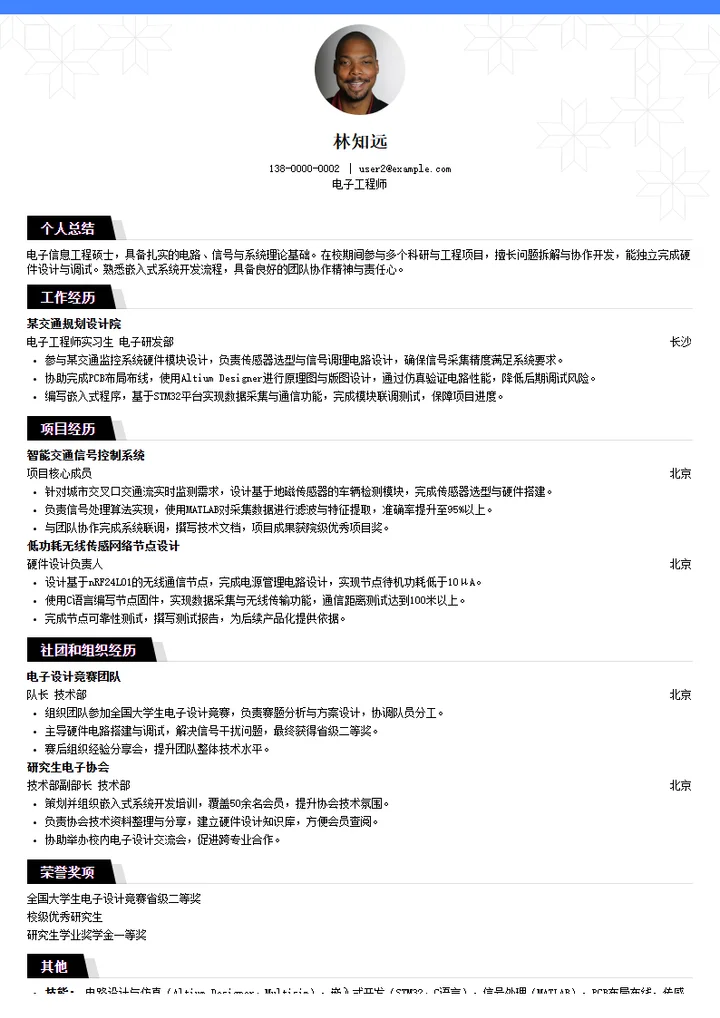 林知远
138-0000-0002 | user2@example.com
电子工程师
个人总结
电子信息工程硕士，具备扎实的电路、信号与系统理论基础。在校期间参与多个科研与工程项目，擅长问题拆解与协作开发，能独立完成硬
件设计与调试。熟悉嵌入式系统开发流程，具备良好的团队协作精神与责任心。
工作经历
某交通规划设计院
电子工程师实习生 电子研发部 长沙
• 参与某交通监控系统硬件模块设计，负责传感器选型与信号调理电路设计，确保信号采集精度满足系统要求。
• 协助完成PCB布局布线，使用Altium Designer进行原理图与版图设计，通过仿真验证电路性能，降低后期调试风险。
• 编写嵌入式程序，基于STM32平台实现数据采集与通信功能，完成模块联调测试，保障项目进度。
项目经历
智能交通信号控制系统
项目核心成员 北京
• 针对城市交叉口交通流实时监测需求，设计基于地磁传感器的车辆检测模块，完成传感器选型与硬件搭建。
• 负责信号处理算法实现，使用MATLAB对采集数据进行滤波与特征提取，准确率提升至95%以上。
• 与团队协作完成系统联调，撰写技术文档，项目成果获院级优秀项目奖。
低功耗无线传感网络节点设计
硬件设计负责人 北京
• 设计基于nRF24L01的无线通信节点，完成电源管理电路设计，实现节点待机功耗低于10μA。
• 使用C语言编写节点固件，实现数据采集与无线传输功能，通信距离测试达到100米以上。
• 完成节点可靠性测试，撰写测试报告，为后续产品化提供依据。
社团和组织经历
电子设计竞赛团队
队长 技术部 北京
• 组织团队参加全国大学生电子设计竞赛，负责赛题分析与方案设计，协调队员分工。
• 主导硬件电路搭建与调试，解决信号干扰问题，最终获得省级二等奖。
• 赛后组织经验分享会，提升团队整体技术水平。
研究生电子协会
技术部副部长 技术部 北京
• 策划并组织嵌入式系统开发培训，覆盖50余名会员，提升协会技术氛围。
• 负责协会技术资料整理与分享，建立硬件设计知识库，方便会员查阅。
• 协助举办校内电子设计交流会，促进跨专业合作。
荣誉奖项
全国大学生电子设计竞赛省级二等奖
校级优秀研究生
研究生学业奖学金一等奖
其他
• 技能： 电路设计与仿真（Altium Designer、Multisim）、嵌入式开发（STM32、C语言）、信号处理（MATLAB）、PCB布局布线、传感